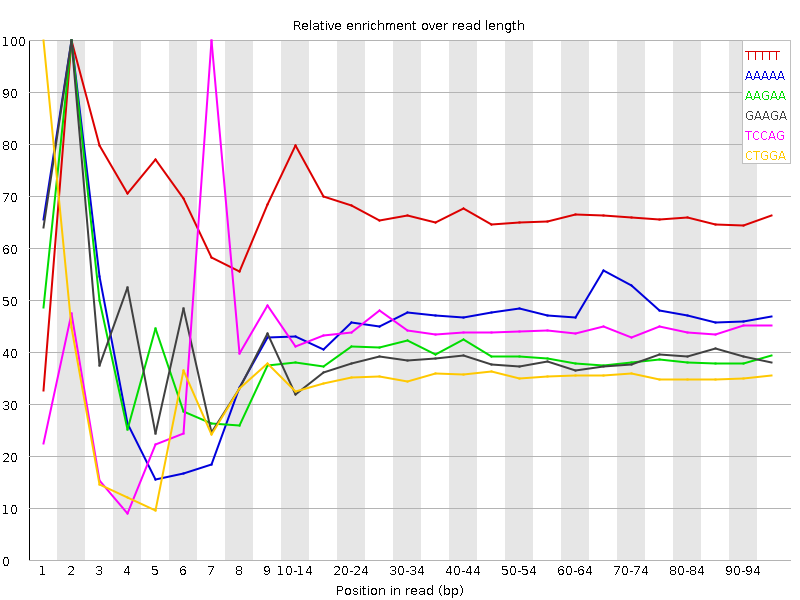 Relative enrichment over read length
100
90
80
70
60
50
40
30
20
10
0
TTTTT
AAAAA
AAGAA
GAAGA
TCCAG
CTGGA
1 2 3 4 5 6 7 8 9 10-14 20-24 30-34 40-44 50-54 60-64 70-74 80-84 90-94
Position in read (bp)